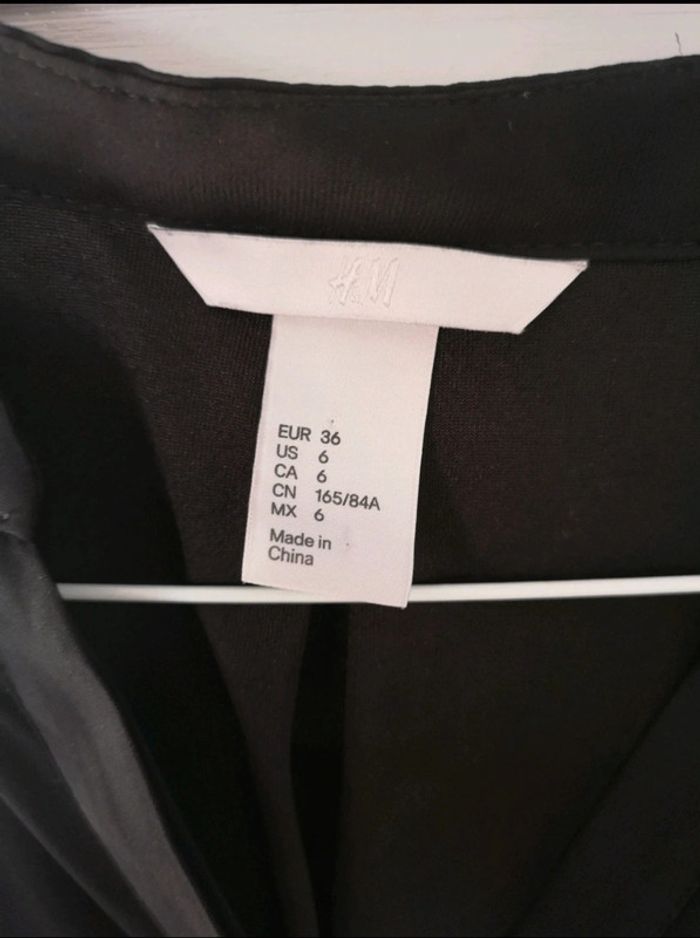 H&M
EUR 36
US 6
CA 6
CN 165/84A
MX 6
Made in
China